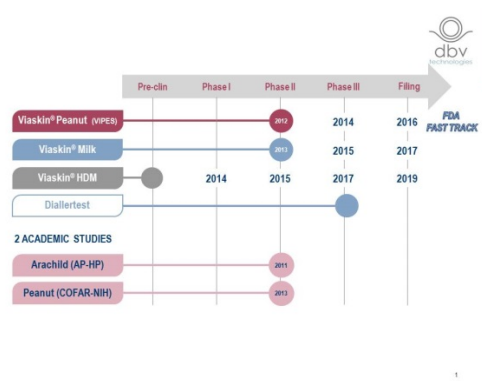 dbv
technologies
Pre-clin Phase I Phase II Phase III Filing
Viaskin® Peanut (VIPES) 2012 2014 2016 FDA
FAST TRACK
Viaskin® Milk 2013 2015 2017
Viaskin® HDM 2014 2015 2017 2019
Diallertest
2 ACADEMIC STUDIES
Arachild (AP-HP) 2011
Peanut (COFAR-NIH) 2013
1